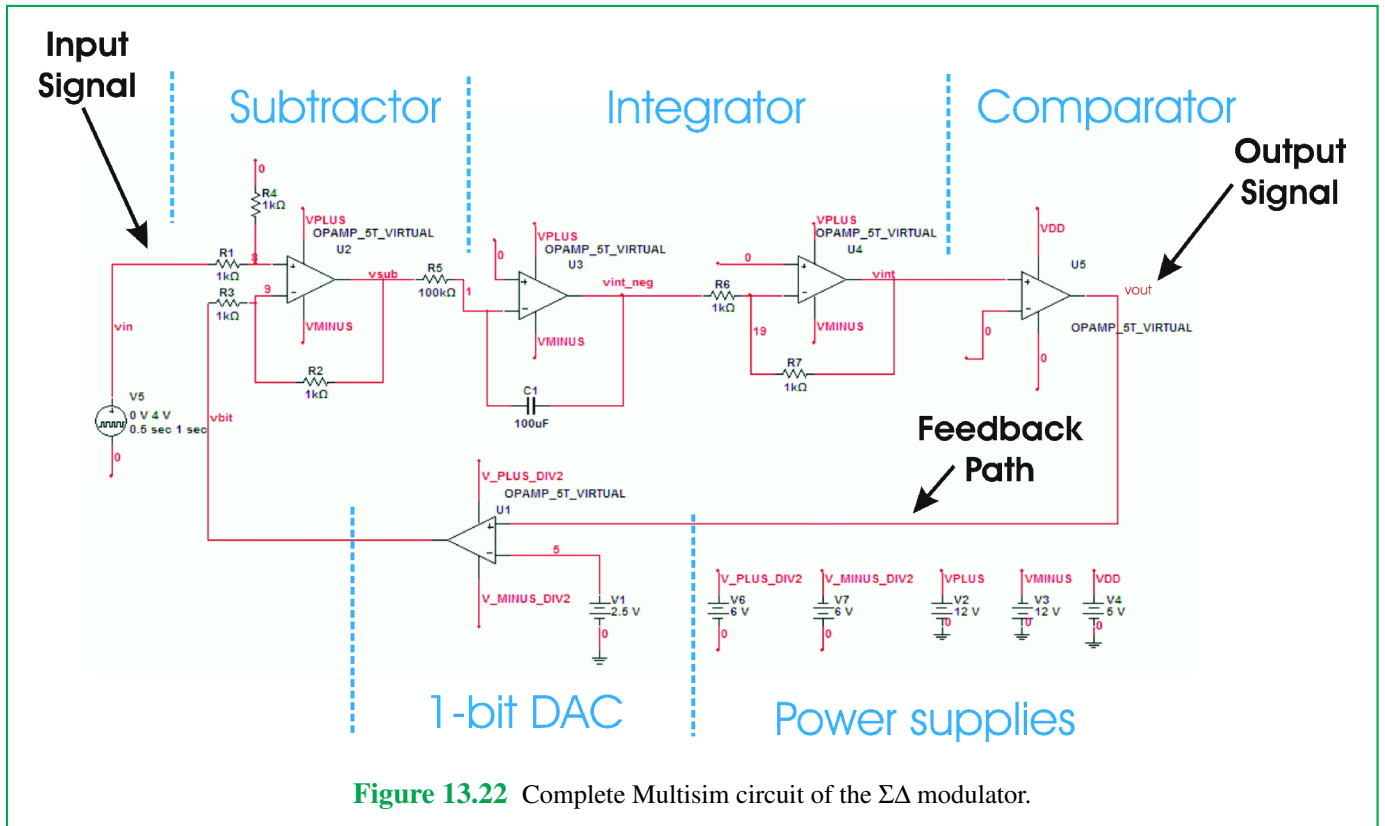 Input
Signal
Subtractor
Integrator
Comparator
Output
Signal
0
R4
1kΩ
VPLUS
OPAMP_5T_VIRTUAL
U2
R1
1kΩ
8
R3
1kΩ
9
VMINUS
R2
1kΩ
vsub
R5
100kΩ
1
0
VPLUS
OPAMP_5T_VIRTUAL
U3
VMINUS
C1
100uF
vint_neg
R6
1kΩ
0
VPLUS
OPAMP_5T_VIRTUAL
U4
VMINUS
19
R7
1kΩ
vint
VDD
U5
0
0
OPAMP_5T_VIRTUAL
vout
vin
V5
0 V 4 V
0.5 sec 1 sec
0
vbit
Feedback
Path
V_PLUS_DIV2
OPAMP_5T_VIRTUAL
U1
5
V_MINUS_DIV2
V1
2.5 V
0
V_PLUS_DIV2
V6
6 V
0
V_MINUS_DIV2
V7
6 V
0
VPLUS
V2
12 V
0
VMINUS
V3
12 V
0
VDD
V4
5 V
0
1-bit DAC
Power supplies
Figure 13.22 Complete Multisim circuit of the ΣΔ modulator.